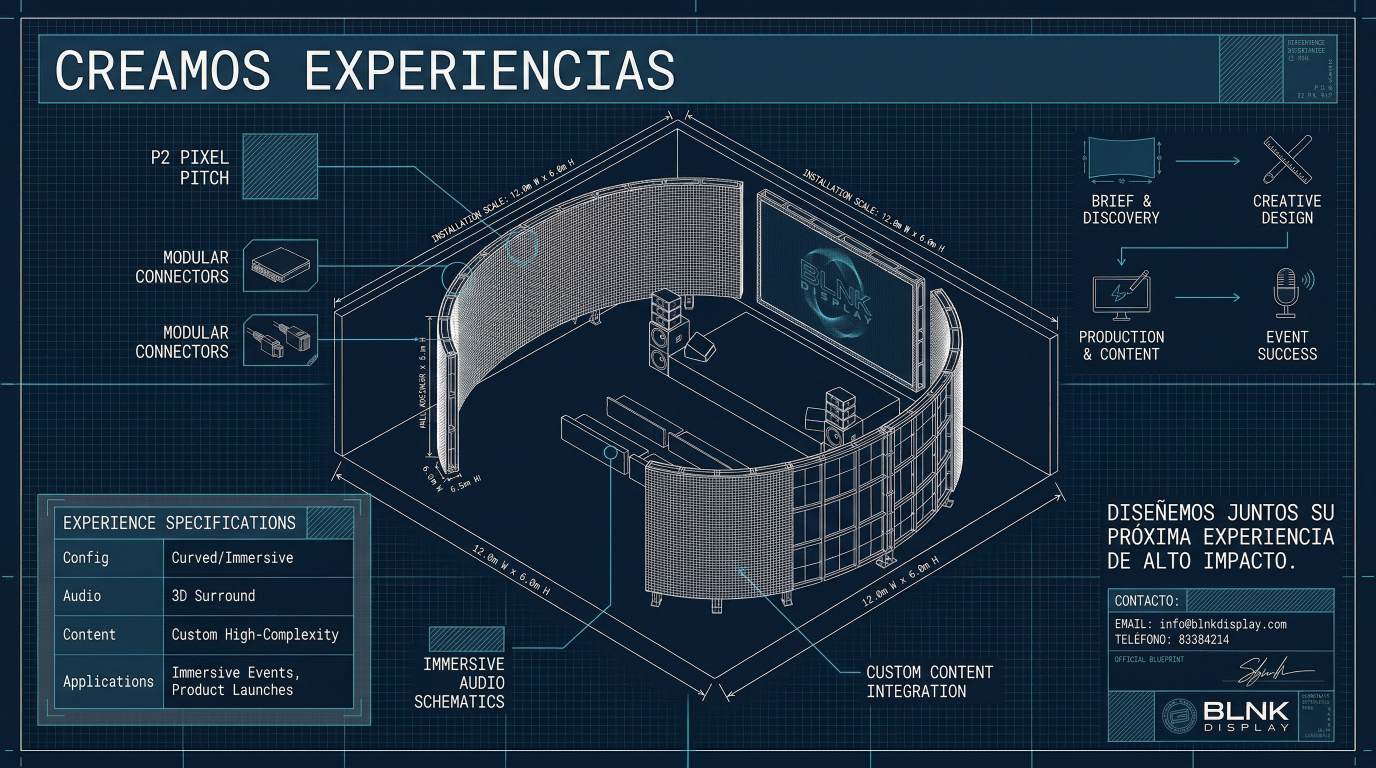 CREAMOS EXPERIENCIAS
P2 PIXEL
PITCH
MODULAR
CONNECTORS
MODULAR
CONNECTORS
INSTALLATION SCALE: 12.0m W x 6.0m H
INSTALLATION SCALE: 12.0m W x 6.0m H
BLNK
DISPLAY
BRIEF &
DISCOVERY
CREATIVE
DESIGN
PRODUCTION
& CONTENT
EVENT
SUCCESS
6.0m W
6.5m H
12.0m W x 6.0m H
12.0m W x 6.0m H
EXPERIENCE SPECIFICATIONS
Config Curved/Immersive
Audio 3D Surround
Content Custom High-Complexity
Applications Immersive Events,
Product Launches
IMMERSIVE
AUDIO
SCHEMATICS
CUSTOM CONTENT
INTEGRATION
DISEÑEMOS JUNTOS SU
PRÓXIMA EXPERIENCIA
DE ALTO IMPACTO.
CONTACTO:
EMAIL: info@blnkdisplay.com
TELÉFONO: 83384214
OFFICIAL BLUEPRINT
BLNK
DISPLAY